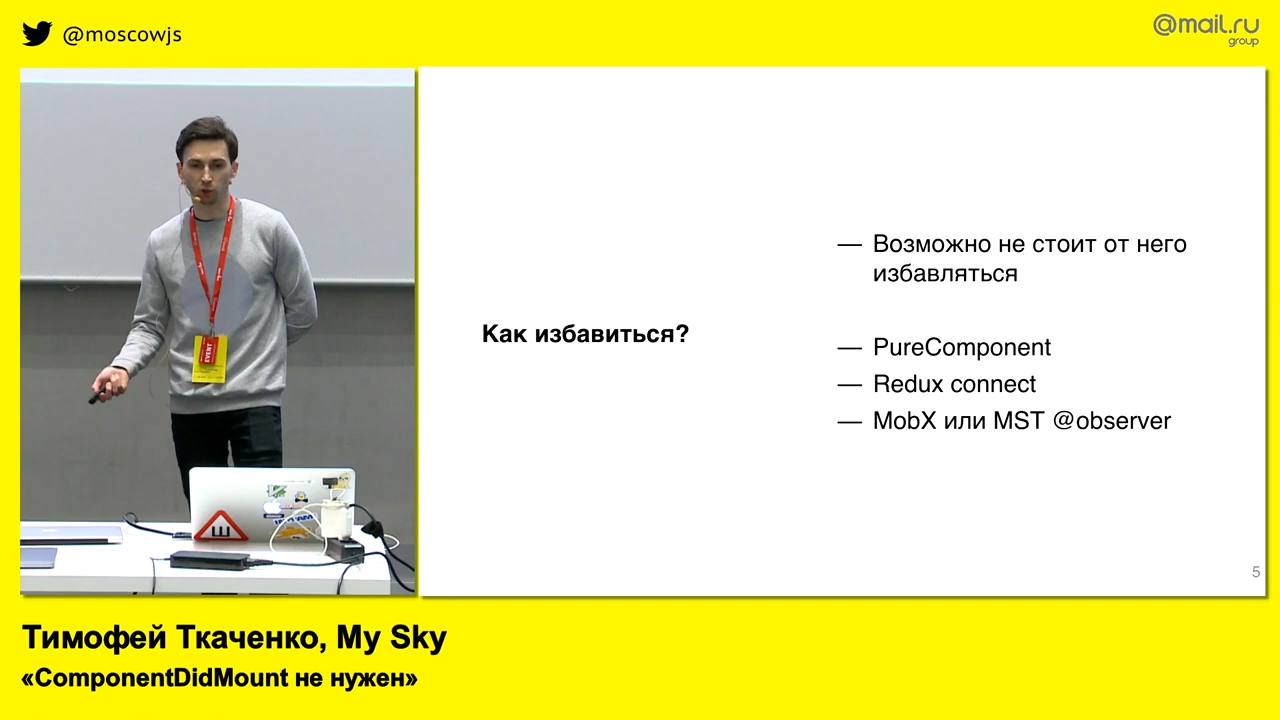 @moscowjs
@mail.ru
group
Как избавиться?
— Возможно не стоит от него
избавляться
— PureComponent
— Redux connect
— MobX или MST @observer
5
EVENT
Ш
Тимофей Ткаченко, My Sky
«ComponentDidMount не нужен»